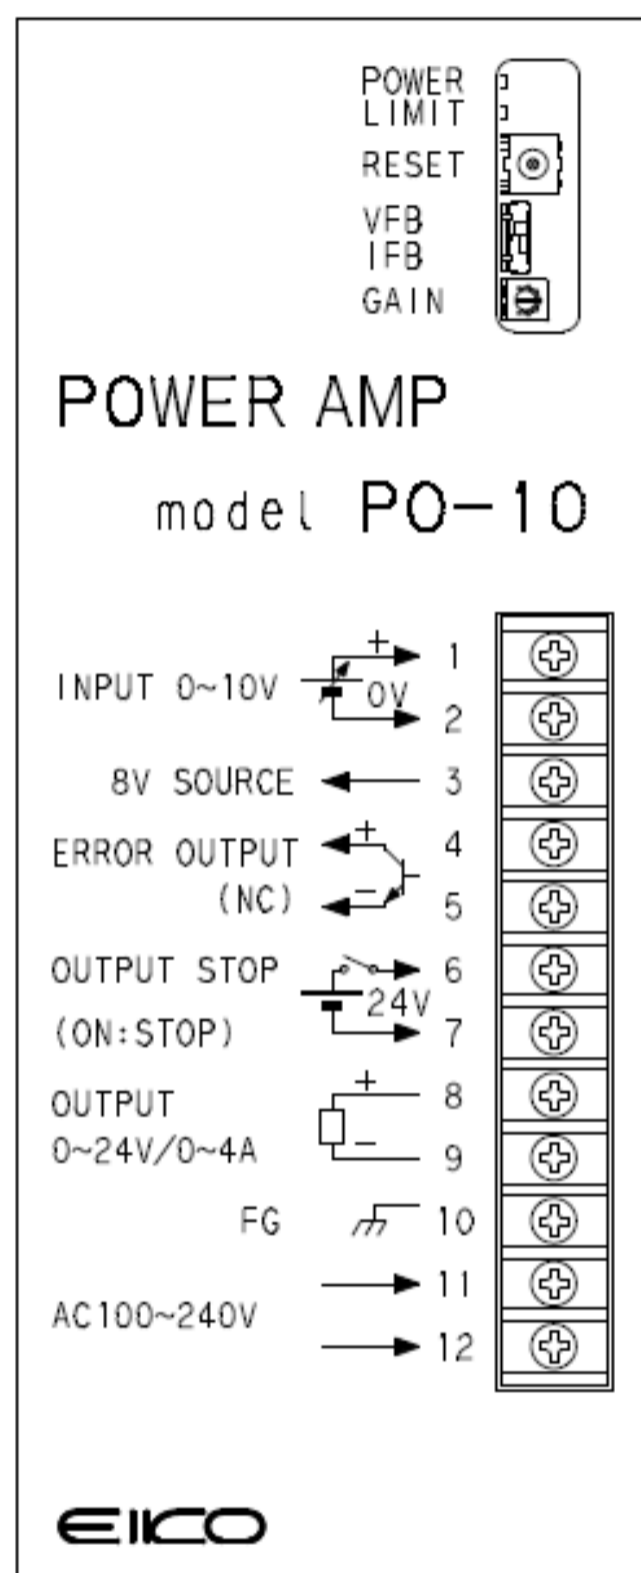 POWER
LIMIT
RESET
VFB
IFB
GAIN
POWER AMP
model PO-10
INPUT 0~10V + 0V 1
2
8V SOURCE 3
ERROR OUTPUT + 4
(NC) - 5
OUTPUT STOP 24V 6
(ON:STOP) 7
OUTPUT + 8
0~24V/0~4A - 9
FG 10
AC100~240V 11
12
EIICO